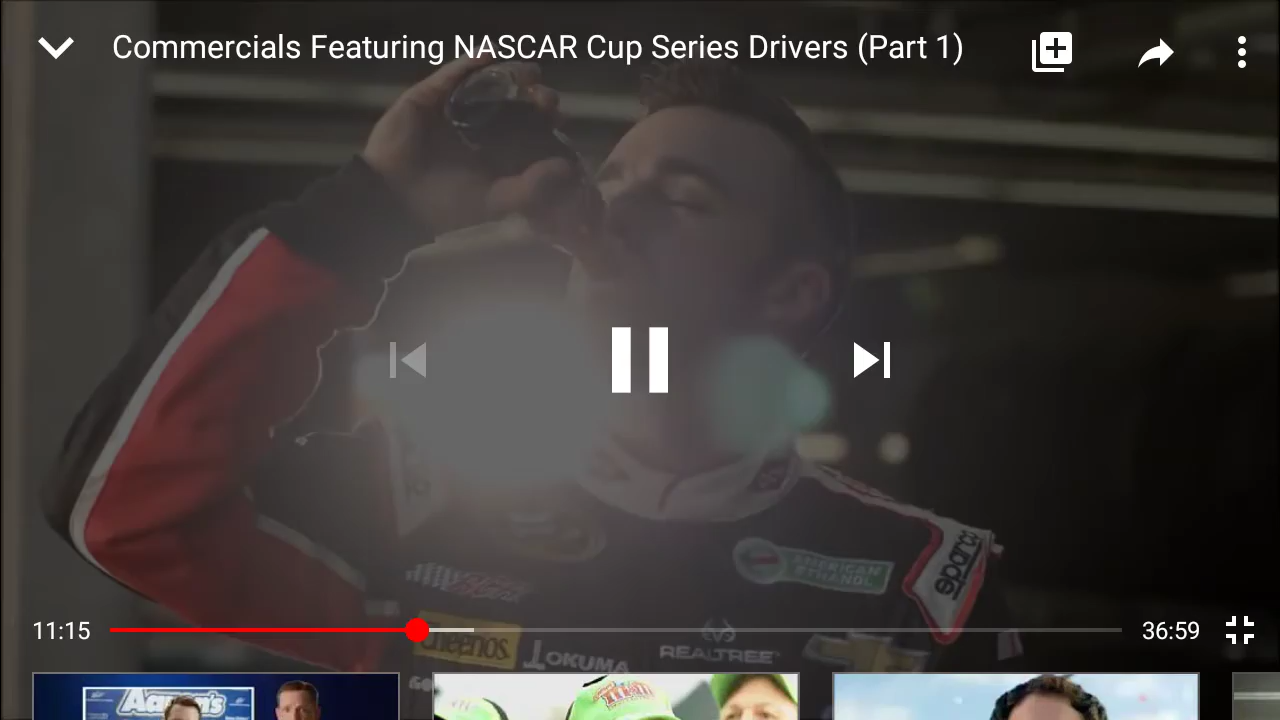 Commercials Featuring NASCAR Cup Series Drivers (Part 1)
AMERICAN
ETHANOL
sparco
11:15
36:59
Cheerios
OKUMA
REALTREE
Aaron's